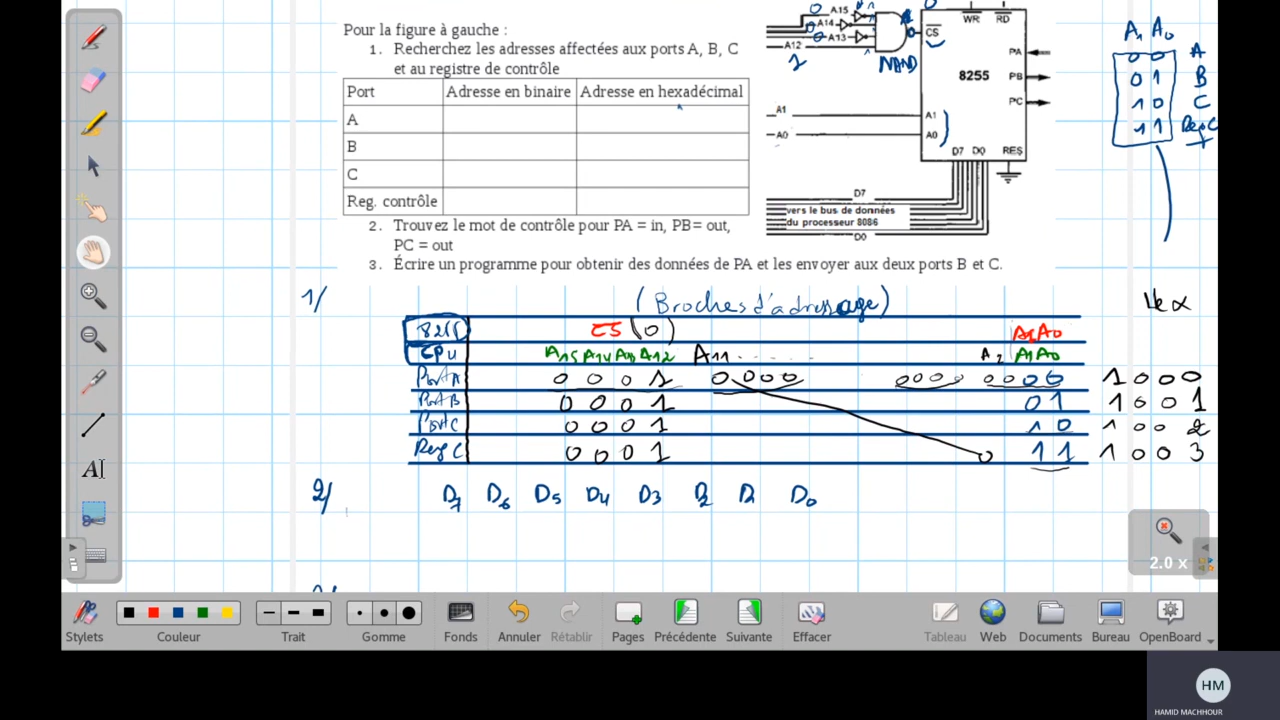 Pour la figure à gauche :
1. Recherchez les adresses affectées aux ports A, B, C
et au registre de contrôle
Port Adresse en binaire Adresse en hexadécimal
A
B
C
Reg. contrôle
2. Trouvez le mot de contrôle pour PA = in, PB= out,
PC = out
3. Écrire un programme pour obtenir des données de PA et les envoyer aux deux ports B et C.
0 A15
0 A14
0 A13
A12
1
NAND
CS
WR RD
8255
PA
PB
PC
A1 A1
A0 A0
D7 D0 RES
D7
vers le bus de données
du processeur 8086
D0
A1 A0
0 0 A
0 1 B
1 0 C
1 1 Reg C
1/ (Broches d'adressage) Hex
8255 CS (0) A1 A0
CPU A15 A14 A13 A12 A11 ...... A2 A1 A0
Port A 0 0 0 1 0000 000 0000 1 0 0 0
Port B 0 0 0 1 0 1 1 0 0 1
Port C 0 0 0 1 1 0 1 0 0 2
Reg C 0 0 0 1 0 1 1 1 0 0 3
2/ D7 D6 D5 D4 D3 D2 D1 D0
2.0 x
Stylets
Couleur
Trait
Gomme
Fonds
Annuler
Rétablir
Pages
Précédente
Suivante
Effacer
Tableau
Web
Documents
Bureau
OpenBoard
HM
HAMID MACHHOUR